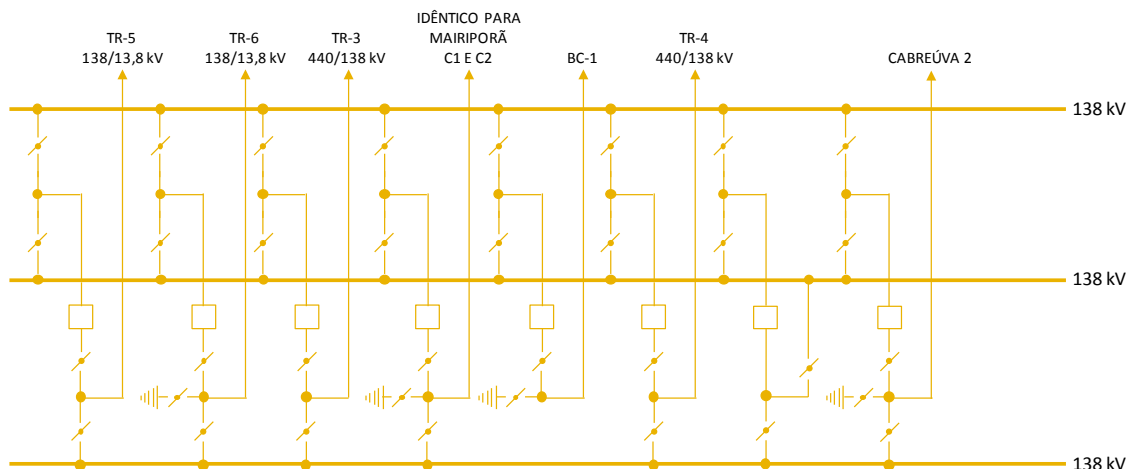 TR-5
138/13,8 kV
TR-6
138/13,8 kV
TR-3
440/138 kV
IDÊNTICO PARA
MAIRIPORÃ
C1 E C2
BC-1
TR-4
440/138 kV
CABREÚVA 2
138 kV
138 kV
138 kV